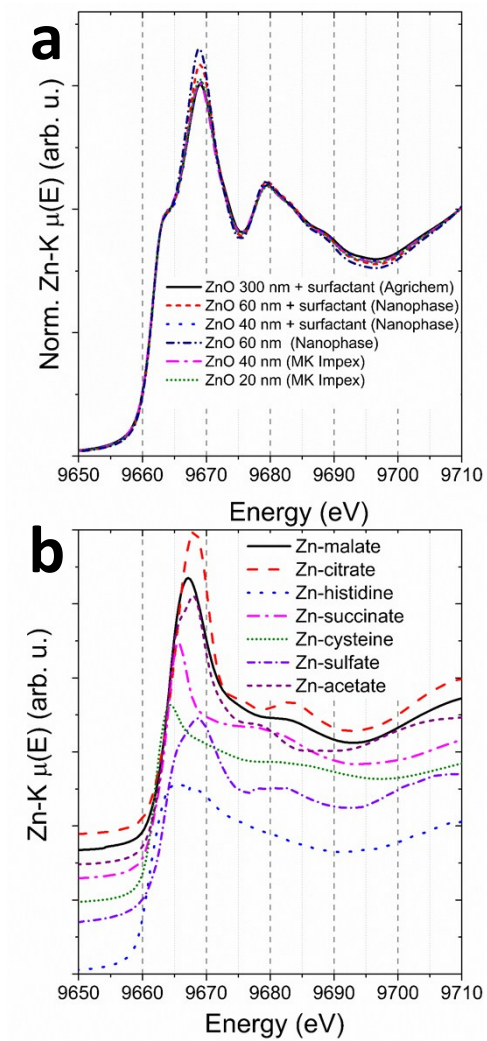 a
Norm. Zn-K μ(E) (arb. u.)
ZnO 300 nm + surfactant (Agrichem)
ZnO 60 nm + surfactant (Nanophase)
ZnO 40 nm + surfactant (Nanophase)
ZnO 60 nm (Nanophase)
ZnO 40 nm (MK Impex)
ZnO 20 nm (MK Impex)
9650 9660 9670 9680 9690 9700 9710
Energy (eV)
b
Zn-K μ(E) (arb. u.)
Zn-malate
Zn-citrate
Zn-histidine
Zn-succinate
Zn-cysteine
Zn-sulfate
Zn-acetate
9650 9660 9670 9680 9690 9700 9710
Energy (eV)